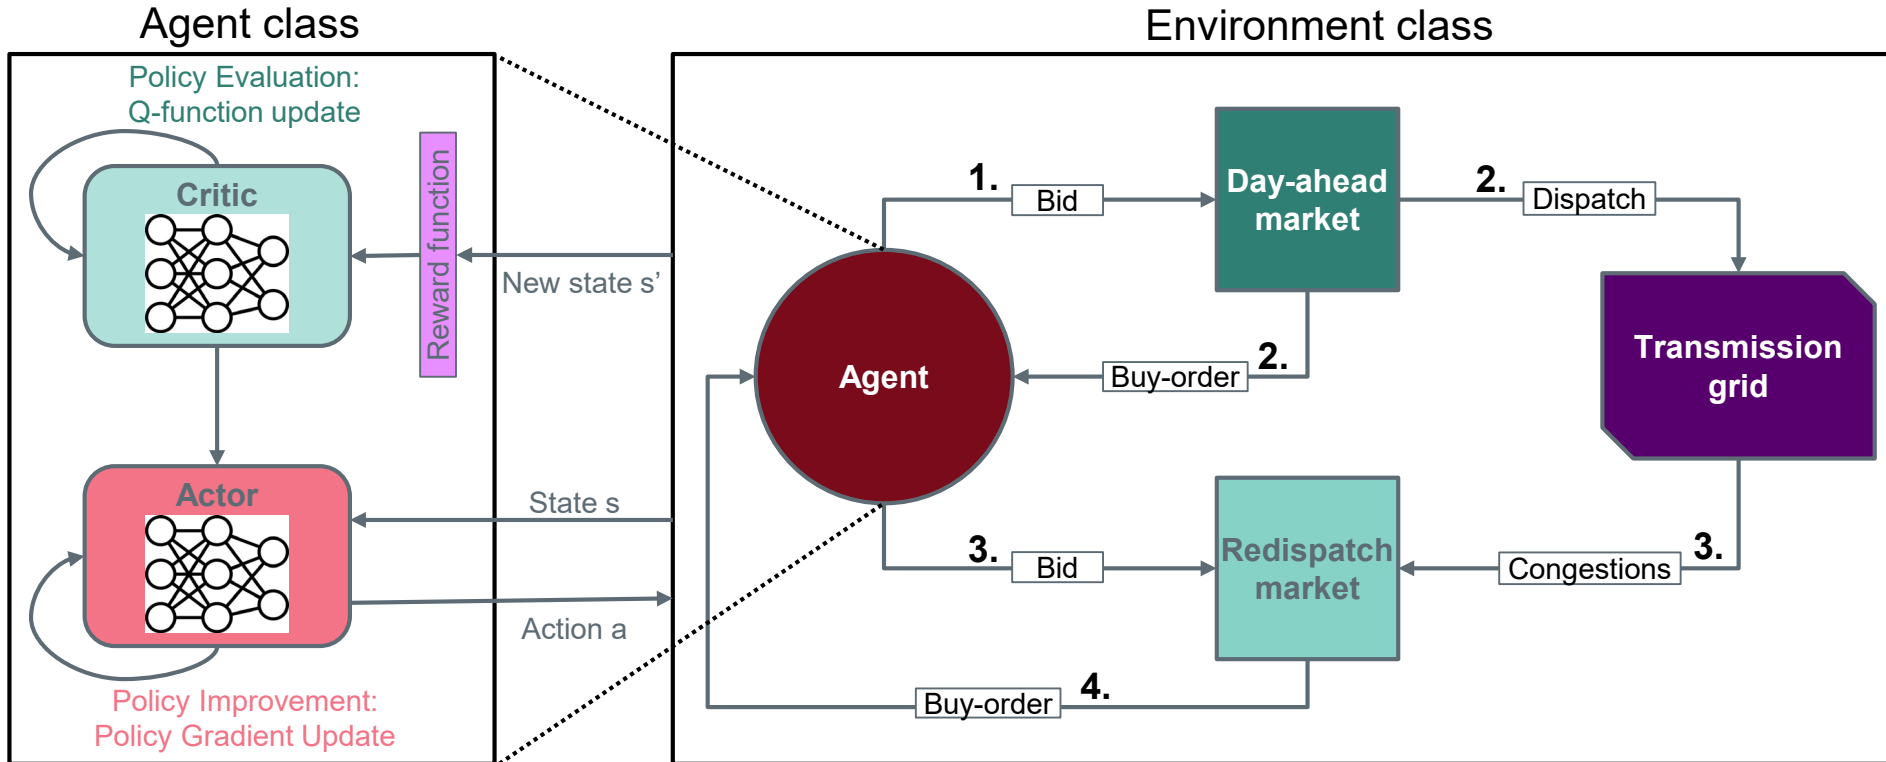 Agent class
Policy Evaluation:
Q-function update
Critic
Reward function
New state s’
Actor
State s
Action a
Policy Improvement:
Policy Gradient Update
Environment class
1.
Bid
Day-ahead
market
2.
Dispatch
Buy-order
2.
Agent
Transmission
grid
3.
Bid
Redispatch
market
3.
Congestions
Buy-order
4.